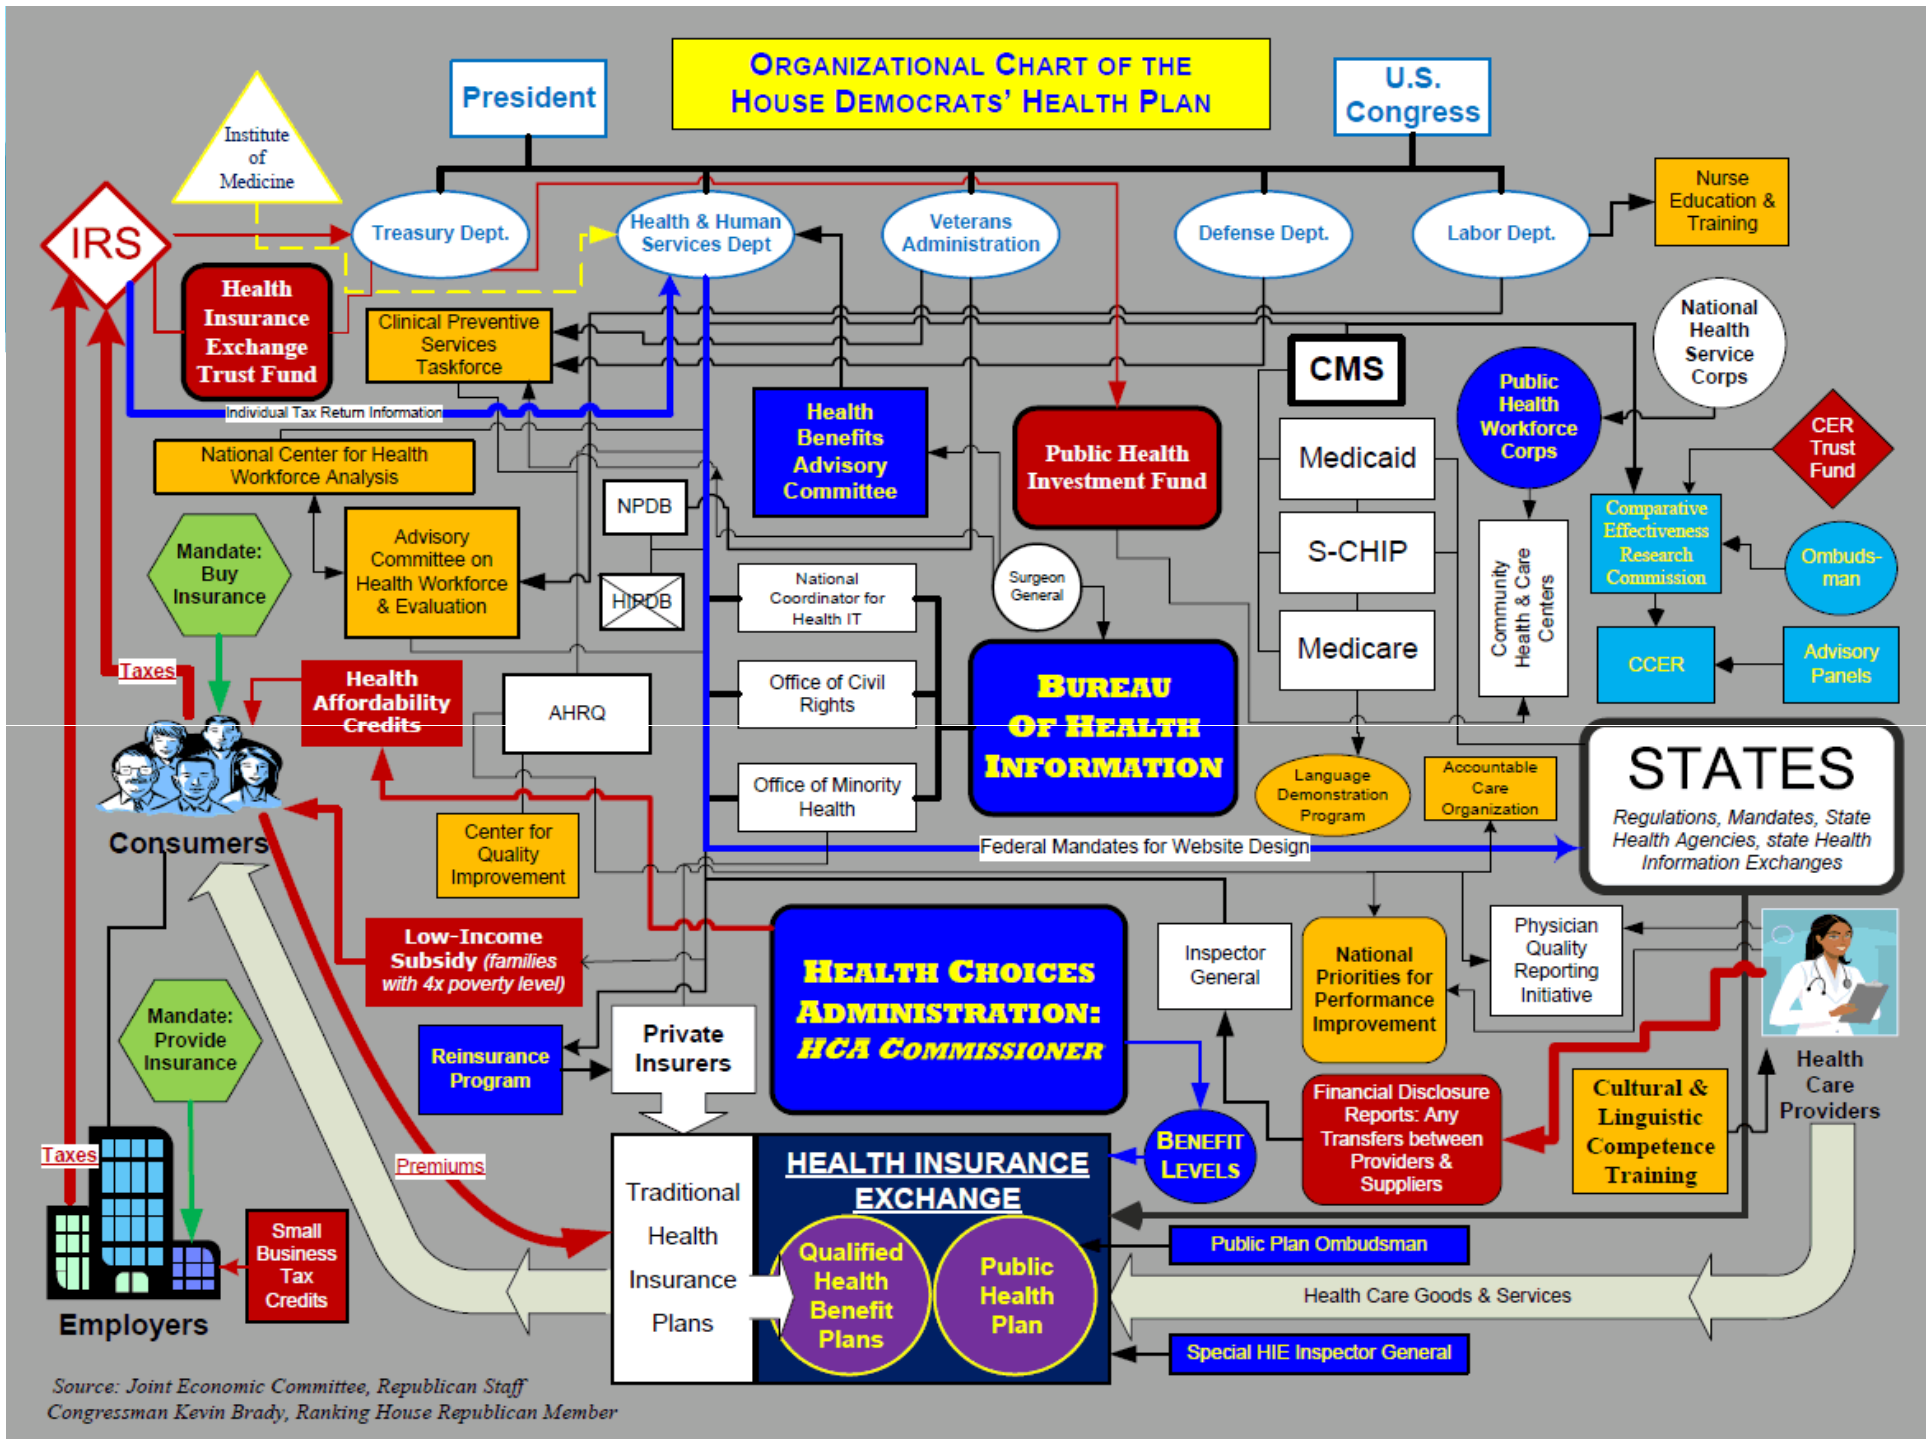 ORGANIZATIONAL CHART OF THE
HOUSE DEMOCRATS' HEALTH PLAN
President
U.S.
Congress
Institute
of
Medicine
IRS
Treasury Dept.
Health & Human
Services Dept
Veterans
Administration
Defense Dept.
Labor Dept.
Nurse
Education &
Training
Health
Insurance
Exchange
Trust Fund
Clinical Preventive
Services
Taskforce
CMS
National
Health
Service
Corps
Public
Health
Workforce
Corps
Individual Tax Return Information
Health
Benefits
Advisory
Committee
Public Health
Investment Fund
Medicaid
CER
Trust
Fund
National Center for Health
Workforce Analysis
NPDB
Comparative
Effectiveness
Research
Commission
Mandate:
Buy
Insurance
Advisory
Committee on
Health Workforce
& Evaluation
HIPDB
National
Coordinator for
Health IT
Surgeon
General
S-CHIP
Community
Health & Care
Centers
Ombuds-
man
Taxes
Health
Affordability
Credits
AHRQ
Office of Civil
Rights
BUREAU
OF HEALTH
INFORMATION
Medicare
CCER
Advisory
Panels
Consumers
Center for
Quality
Improvement
Office of Minority
Health
Language
Demonstration
Program
Accountable
Care
Organization
STATES
Regulations, Mandates, State
Health Agencies, state Health
Information Exchanges
Federal Mandates for Website Design
Low-Income
Subsidy (families
with 4x poverty level)
HEALTH CHOICES
ADMINISTRATION:
HCA COMMISSIONER
Inspector
General
National
Priorities for
Performance
Improvement
Physician
Quality
Reporting
Initiative
Mandate:
Provide
Insurance
Reinsurance
Program
Private
Insurers
Health
Care
Providers
Financial Disclosure
Reports: Any
Transfers between
Providers &
Suppliers
Cultural &
Linguistic
Competence
Training
Taxes
Premiums
BENEFIT
LEVELS
Traditional
Health
Insurance
Plans
HEALTH INSURANCE
EXCHANGE
Qualified
Health
Benefit
Plans
Public
Health
Plan
Public Plan Ombudsman
Small
Business
Tax
Credits
Health Care Goods & Services
Employers
Special HIE Inspector General
Source: Joint Economic Committee, Republican Staff
Congressman Kevin Brady, Ranking House Republican Member